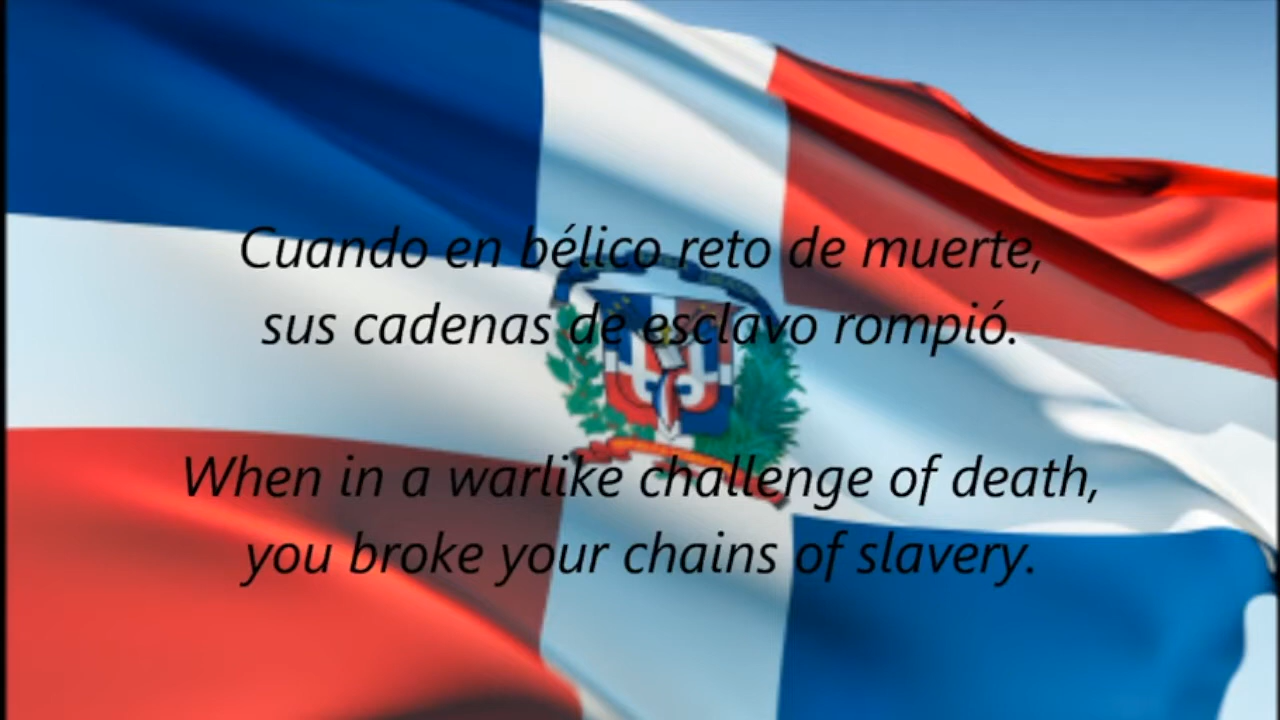 Cuando en bélico reto de muerte,
sus cadenas de esclavo rompió.
When in a warlike challenge of death,
you broke your chains of slavery.